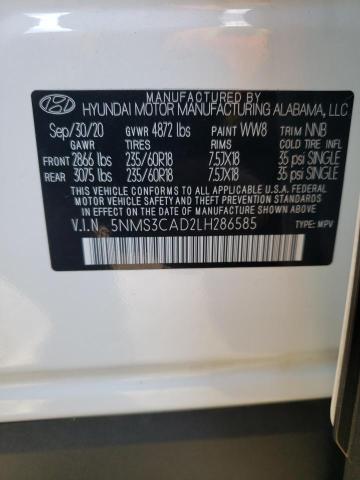 MANUFACTURED BY
HYUNDAI MOTOR MANUFACTURING ALABAMA, LLC
Sep/30/20 GVWR 4872 lbs PAINT WW8 TRIM NNB
GAWR TIRES RIMS Cold Tire Infl
FRONT 2866 lbs 235/60R18 7.5JX18 35 psi SINGLE
REAR 3075 lbs 235/60R18 7.5JX18 35 psi SINGLE
THIS VEHICLE CONFORMS TO ALL APPLICABLE U.S.A. FEDERAL
MOTOR VEHICLE SAFETY STANDARDS IN EFFECT ON THE
DATE OF MANUFACTURE SHOWN ABOVE.
V.I.N. 5NMS3CAD2LH286585 TYPE: MPV